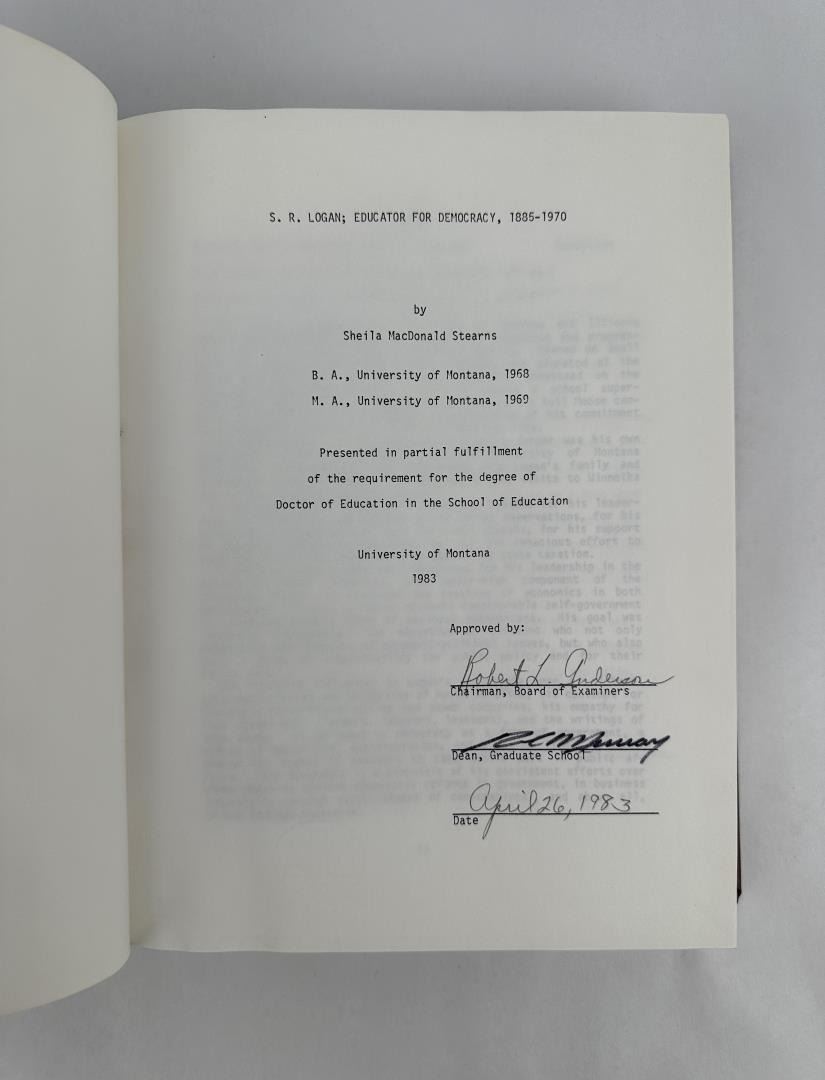 S. R. LOGAN; EDUCATOR FOR DEMOCRACY, 1885-1970
by
Sheila MacDonald Stearns
B. A., University of Montana, 1968
M. A., University of Montana, 1969
Presented in partial fulfillment
of the requirement for the degree of
Doctor of Education in the School of Education
University of Montana
1983
Approved by:
Robert L. Anderson
Chairman, Board of Examiners
Murray
Dean, Graduate School
April 26, 1983
Date